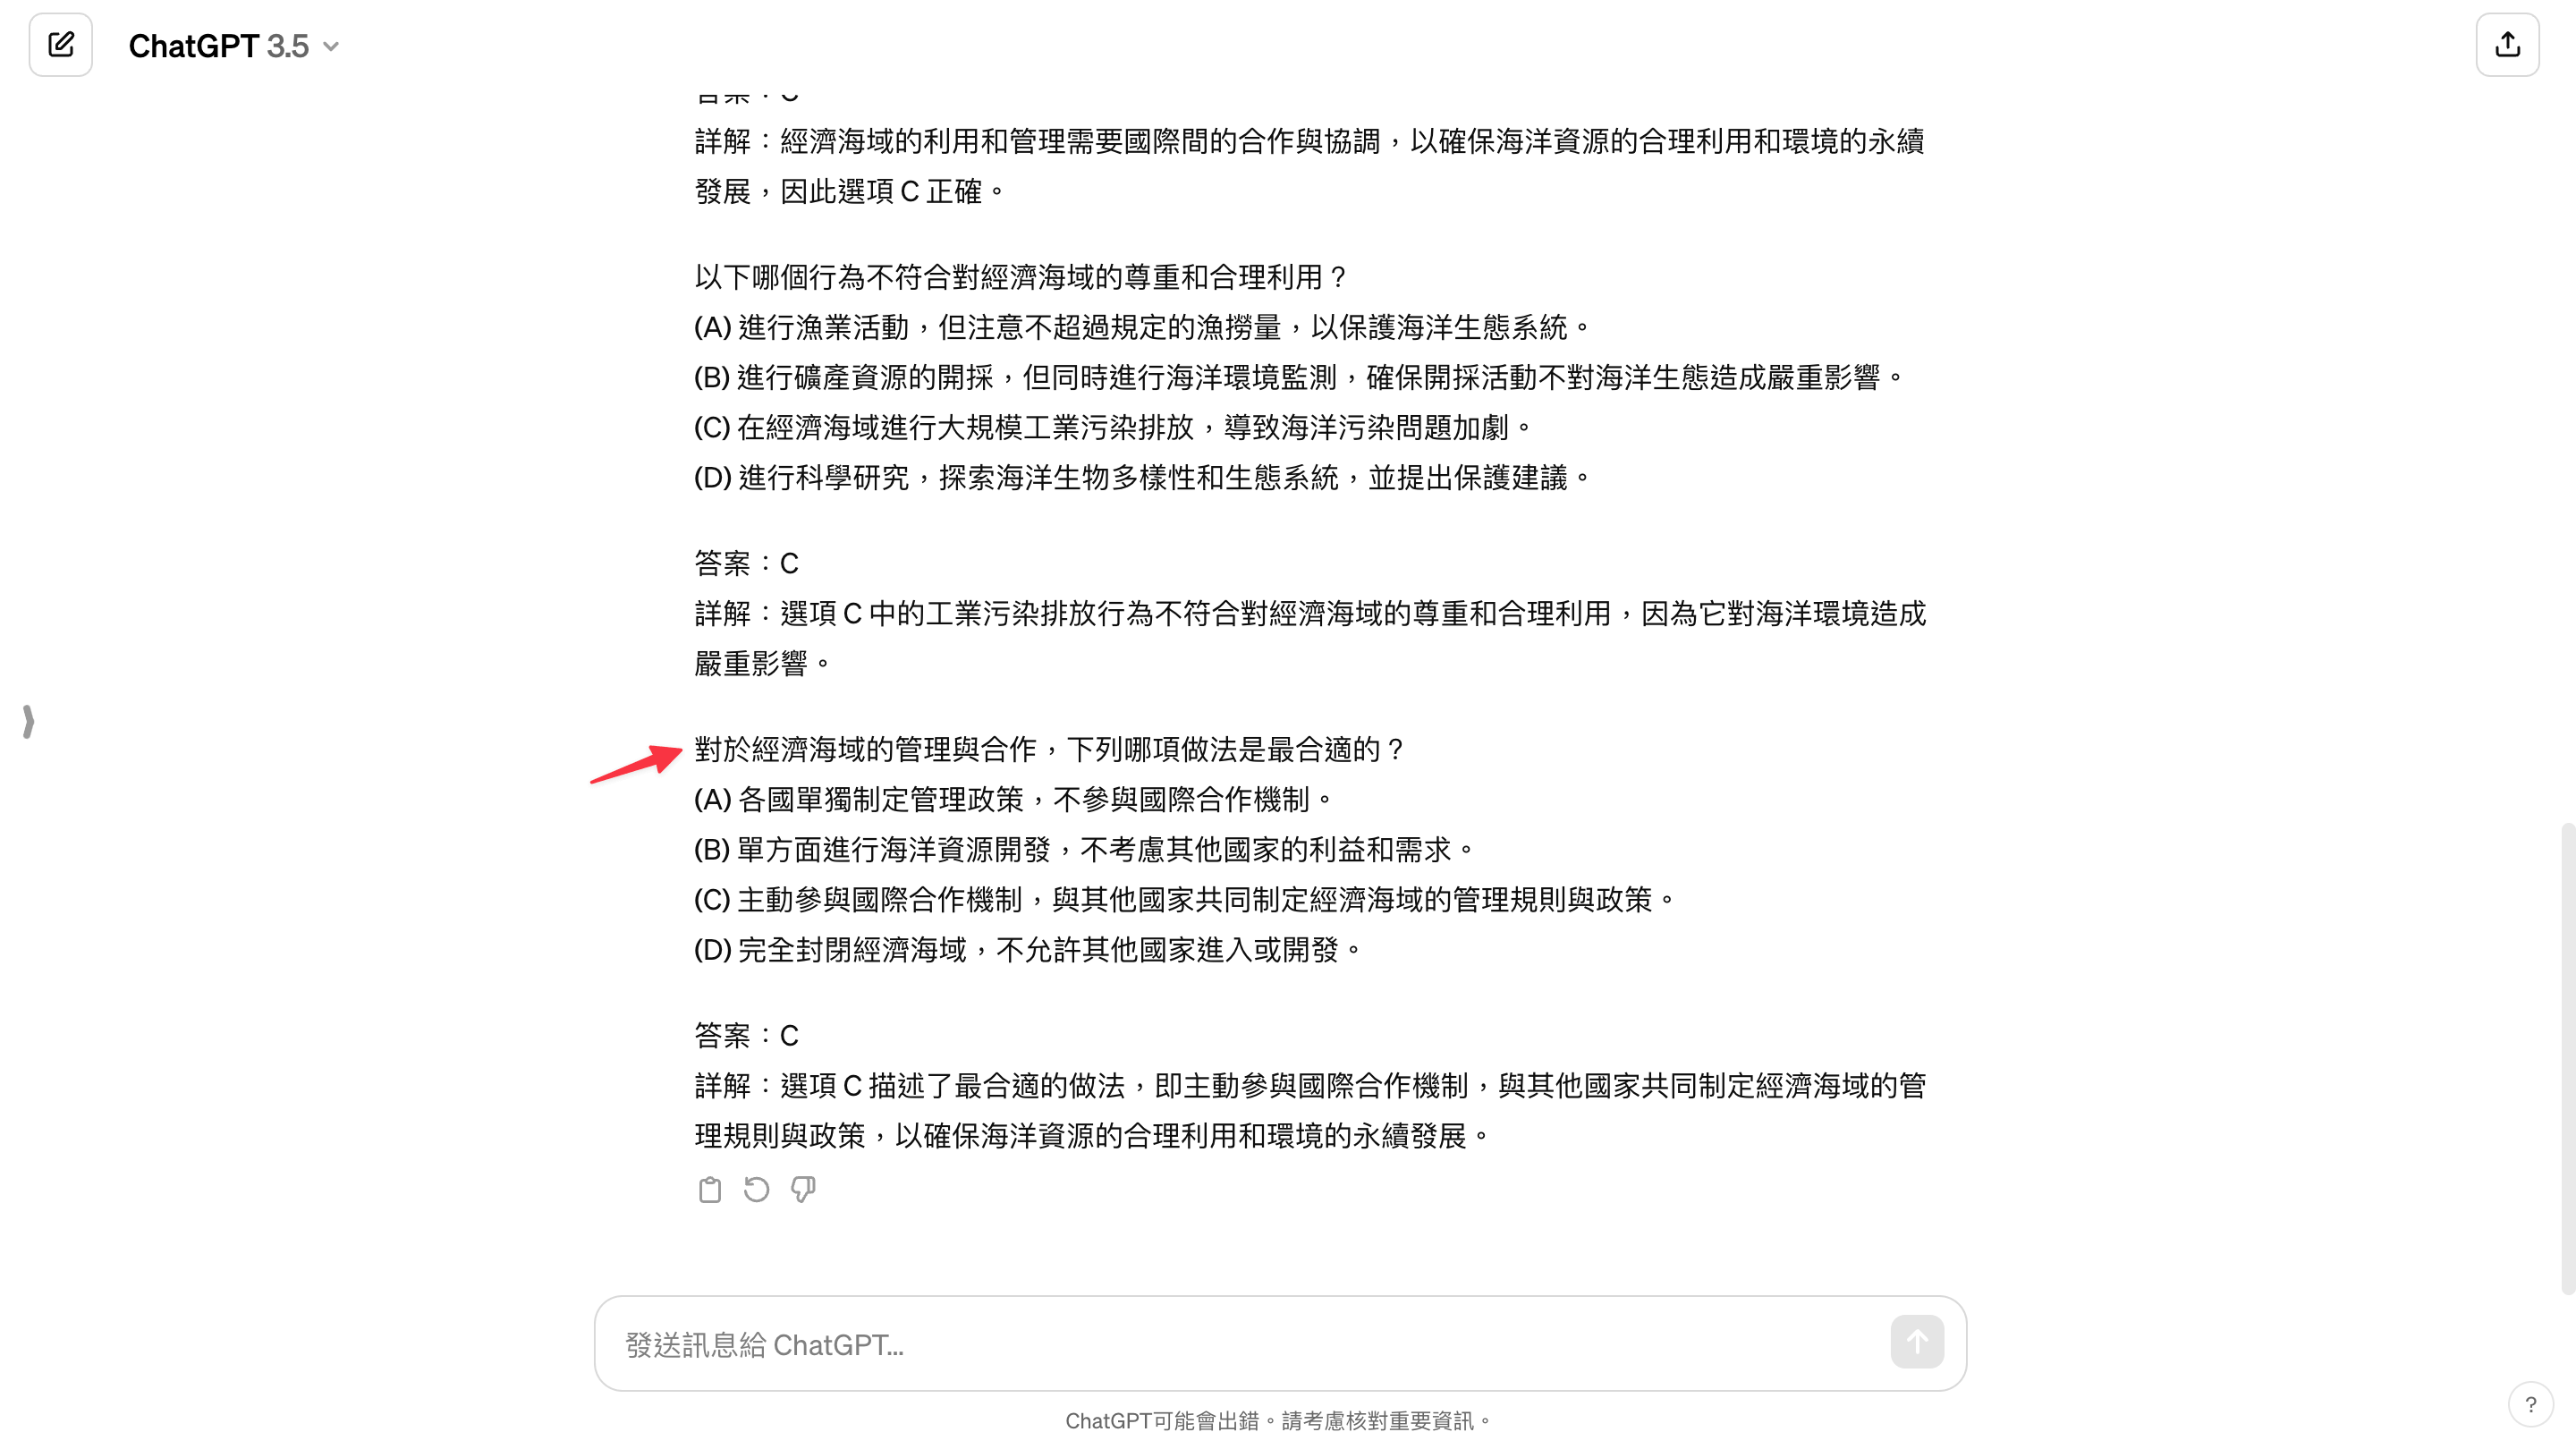 ChatGPT 3.5
詳解：經濟海域的利用和管理需要國際間的合作與協調，以確保海洋資源的合理利用和環境的永續
發展，因此選項 C 正確。
以下哪個行為不符合對經濟海域的尊重和合理利用？
(A) 進行漁業活動，但注意不超過規定的漁撈量，以保護海洋生態系統。
(B) 進行礦產資源的開採，但同時進行海洋環境監測，確保開採活動不對海洋生態造成嚴重影響。
(C) 在經濟海域進行大規模工業污染排放，導致海洋污染問題加劇。
(D) 進行科學研究，探索海洋生物多樣性和生態系統，並提出保護建議。
答案：C
詳解：選項 C 中的工業污染排放行為不符合對經濟海域的尊重和合理利用，因為它對海洋環境造成
嚴重影響。
對於經濟海域的管理與合作，下列哪項做法是最合適的？
(A) 各國單獨制定管理政策，不參與國際合作機制。
(B) 單方面進行海洋資源開發，不考慮其他國家的利益和需求。
(C) 主動參與國際合作機制，與其他國家共同制定經濟海域的管理規則與政策。
(D) 完全封閉經濟海域，不允許其他國家進入或開發。
答案：C
詳解：選項 C 描述了最合適的做法，即主動參與國際合作機制，與其他國家共同制定經濟海域的管
理規則與政策，以確保海洋資源的合理利用和環境的永續發展。
發送訊息給 ChatGPT...
ChatGPT可能會出錯。請考慮核對重要資訊。
?